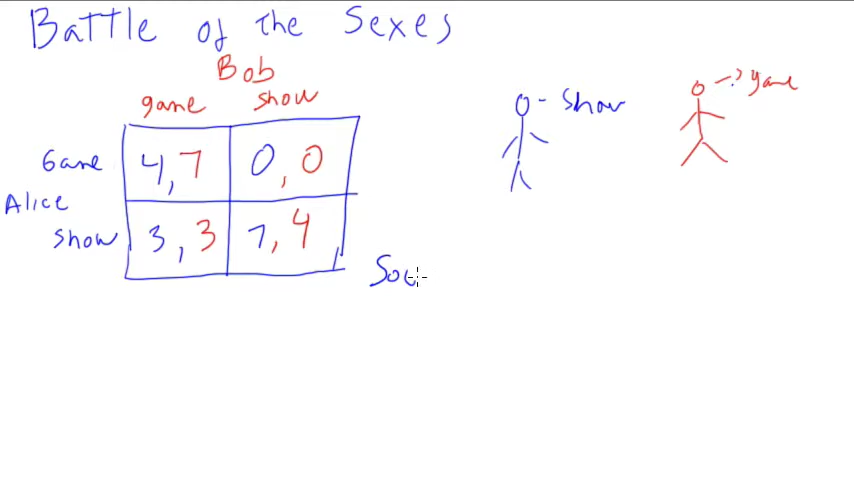 Battle of the Sexes
Bob
game show
Game 4, 7 0, 0
Alice
show 3, 3 7, 4
Show
game
Sou